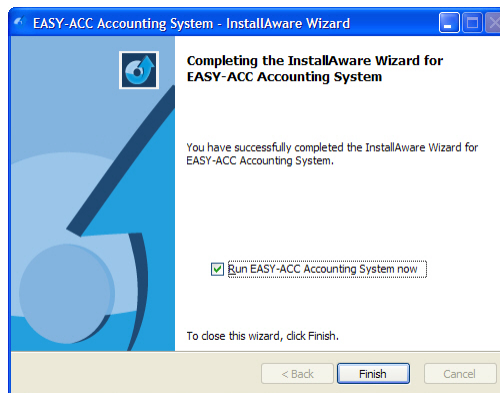 EASY-ACC Accounting System - InstallAware Wizard
Completing the InstallAware Wizard for
EASY-ACC Accounting System
You have successfully completed the InstallAware Wizard for
EASY-ACC Accounting System.
Run EASY-ACC Accounting System now
To close this wizard, click Finish.
< Back
Finish
Cancel